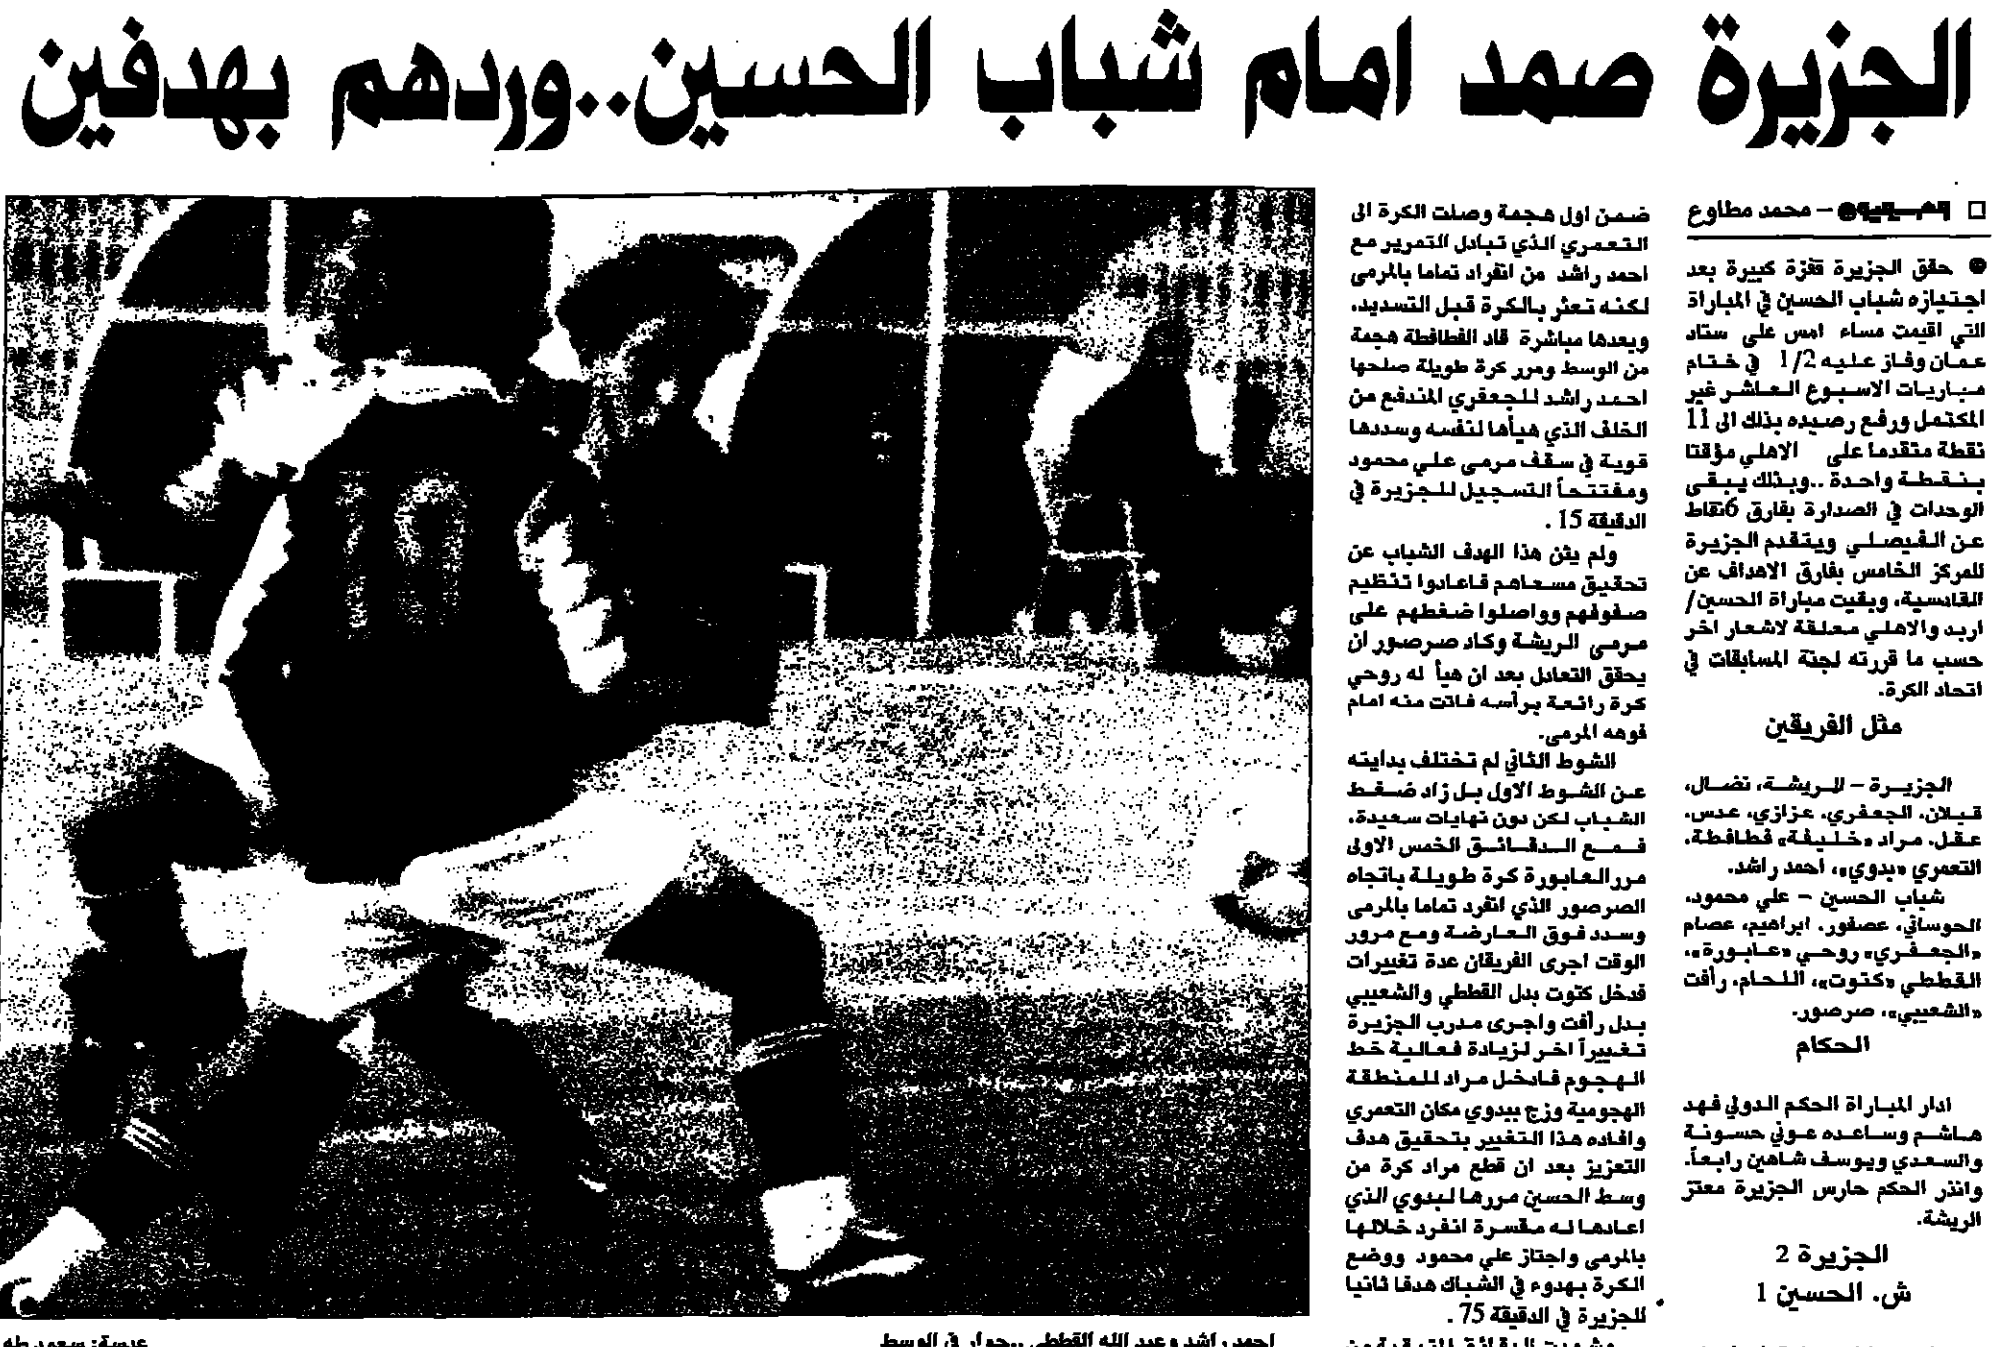 الجزيرة صمد امام شباب الحسين..وردهم بهدفين
– محمد مطاوع
حقق الجزيرة قفزة كبيرة بعد
اجتيازه شباب الحسين في المباراة
التي اقيمت مساء امس على ستاد
عمان وفاز عليه 1/2 في ختام
مباريات الاسبوع العاشر غير
المكتمل ورفع رصيده بذلك الى 11
نقطة متقدما على الاهلي مؤقتا
بنقطة واحدة ..وبذلك يبقى
الوحدات في الصدارة بفارق 6نقاط
عن الفيصلي ويتقدم الجزيرة
للمركز الخامس بفارق الاهداف عن
القادسية، وبقيت مباراة الحسين/
اربد والاهلي معلقة لاشعار اخر
حسب ما قررته لجنة المسابقات في
اتحاد الكرة.
مثل الفريقين
الجزيرة – الريشة، نضال،
قبلان، الجعفري، عزازي، عدس،
عقل، مراد «خليفة» قطافطة،
التعمري «بدوي»، احمد راشد.
شباب الحسين – علي محمود،
الحوساني، عصفور، ابراهيم، عصام
«الجعفري» روحي «عابورة»،
القططي «كتوت»، اللحام، رأفت
«الشعيبي»، صرصور.
الحكام
ادار المباراة الحكم الدولي فهد
هاشم وساعده عوني حسونة
والسعدي ويوسف شاهين رابعاً،
وانذر الحكم حارس الجزيرة معتز
الريشة.
الجزيرة 2
ش. الحسين 1
ضمن اول هجمة وصلت الكرة الى
التعمري الذي تبادل التمرير مع
احمد راشد من انفراد تماما بالمرمى
لكنه تعثر بالكرة قبل التسديد،
وبعدها مباشرة قاد القطافطة هجمة
من الوسط ومرر كرة طويلة صلحها
احمد راشد للجعفري المندفع من
الخلف الذي هيأها لنفسه وسددها
قوية في سقف مرمى علي محمود
ومفتتحاً التسجيل للجزيرة في
الدقيقة 15 .
ولم يثن هذا الهدف الشباب عن
تحقيق مسعاهم فاعادوا تنظيم
صفوفهم وواصلوا ضغطهم على
مرمى الريشة وكاد صرصور ان
يحقق التعادل بعد ان هيأ له روحي
كرة رائعة برأسه فاتت منه امام
فوهه المرمى.
الشوط الثاني لم تختلف بدايته
عن الشوط الاول بل زاد ضغط
الشباب لكن دون نهايات سعيدة،
فمع الدقائق الخمس الاولى
مرر العابورة كرة طويلة باتجاه
الصرصور الذي انفرد تماما بالمرمى
وسدد فوق العارضة ومع مرور
الوقت اجرى الفريقان عدة تغييرات
فدخل كتوت بدل القططي والشعيبي
بدل رأفت واجرى مدرب الجزيرة
تغييراً اخر لزيادة فعالية خط
الهجوم فادخل مراد للمنطقة
الهجومية وزج ببدوي مكان التعمري
وافاده هذا التغيير بتحقيق هدف
التعزيز بعد ان قطع مراد كرة من
وسط الحسين مررها لبدوي الذي
اعادها له مقسرة انفرد خلالها
بالمرمى واجتاز علي محمود ووضع
الكرة بهدوء في الشباك هدفا ثانيا
للجزيرة في الدقيقة 75 .
احمد راشد وعبد الله القططي ..حوار في الوسط
عدسة: سعيد طه